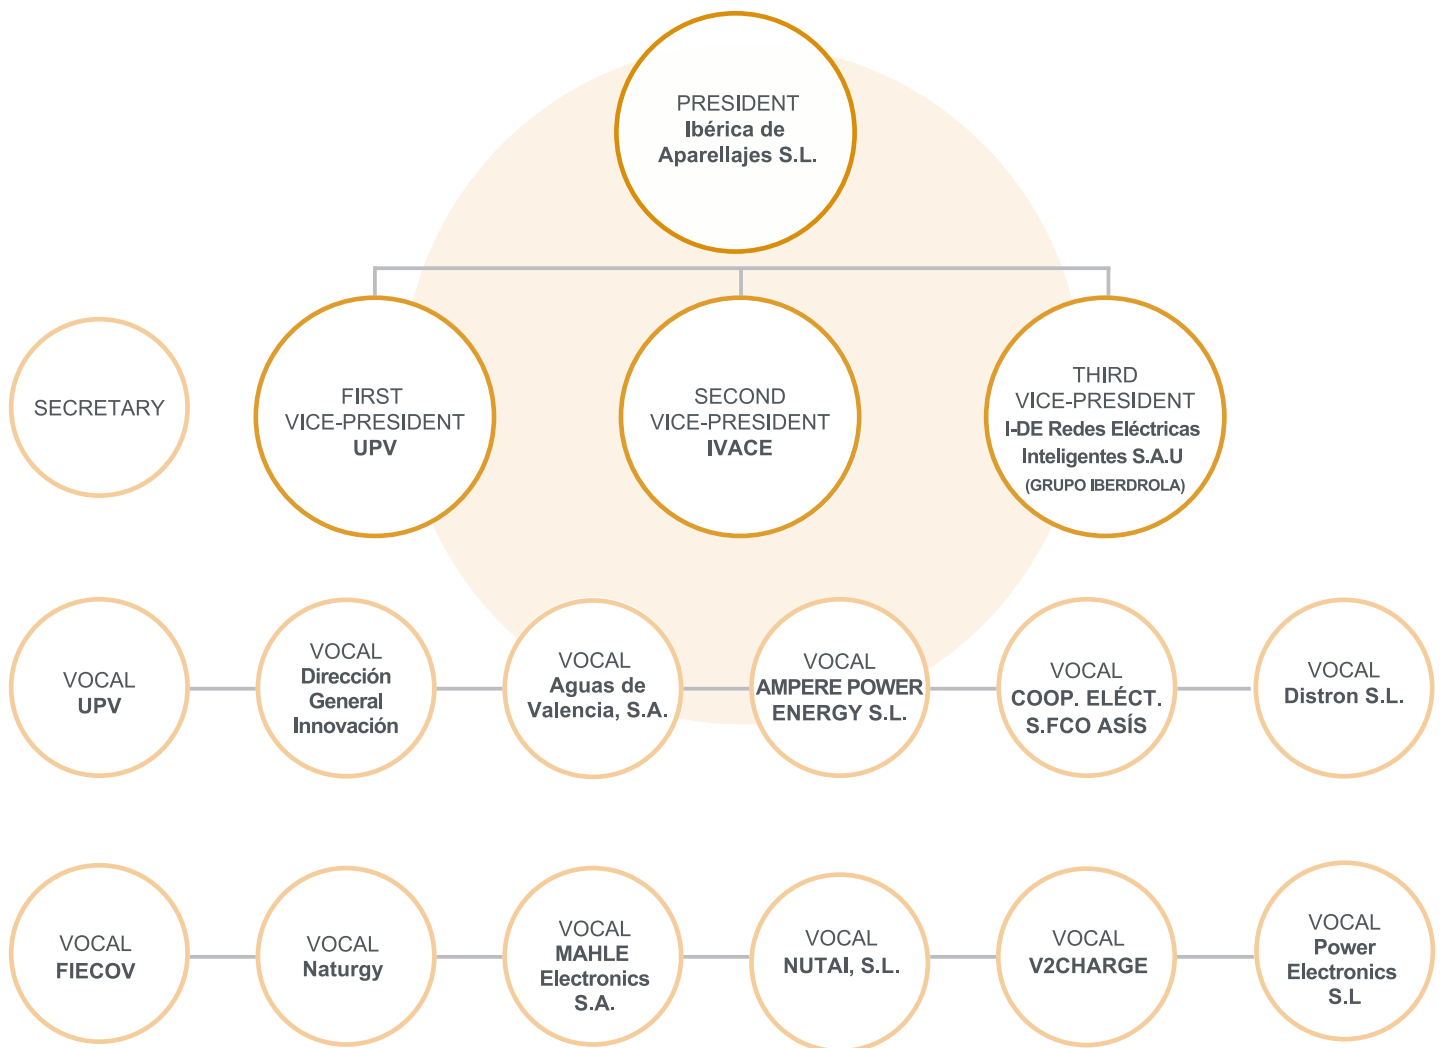 PRESIDENT
Ibérica de
Aparellajes S.L.
SECRETARY
FIRST
VICE-PRESIDENT
UPV
SECOND
VICE-PRESIDENT
IVACE
THIRD
VICE-PRESIDENT
I-DE Redes Eléctricas
Inteligentes S.A.U
(GRUPO IBERDROLA)
VOCAL
UPV
VOCAL
Dirección
General
Innovación
VOCAL
Aguas de
Valencia, S.A.
VOCAL
AMPERE POWER
ENERGY S.L.
VOCAL
COOP. ELÉCT.
S.FCO ASÍS
VOCAL
Distron S.L.
VOCAL
FIECOV
VOCAL
Naturgy
VOCAL
MAHLE
Electronics
S.A.
VOCAL
NUTAI, S.L.
VOCAL
V2CHARGE
VOCAL
Power
Electronics
S.L